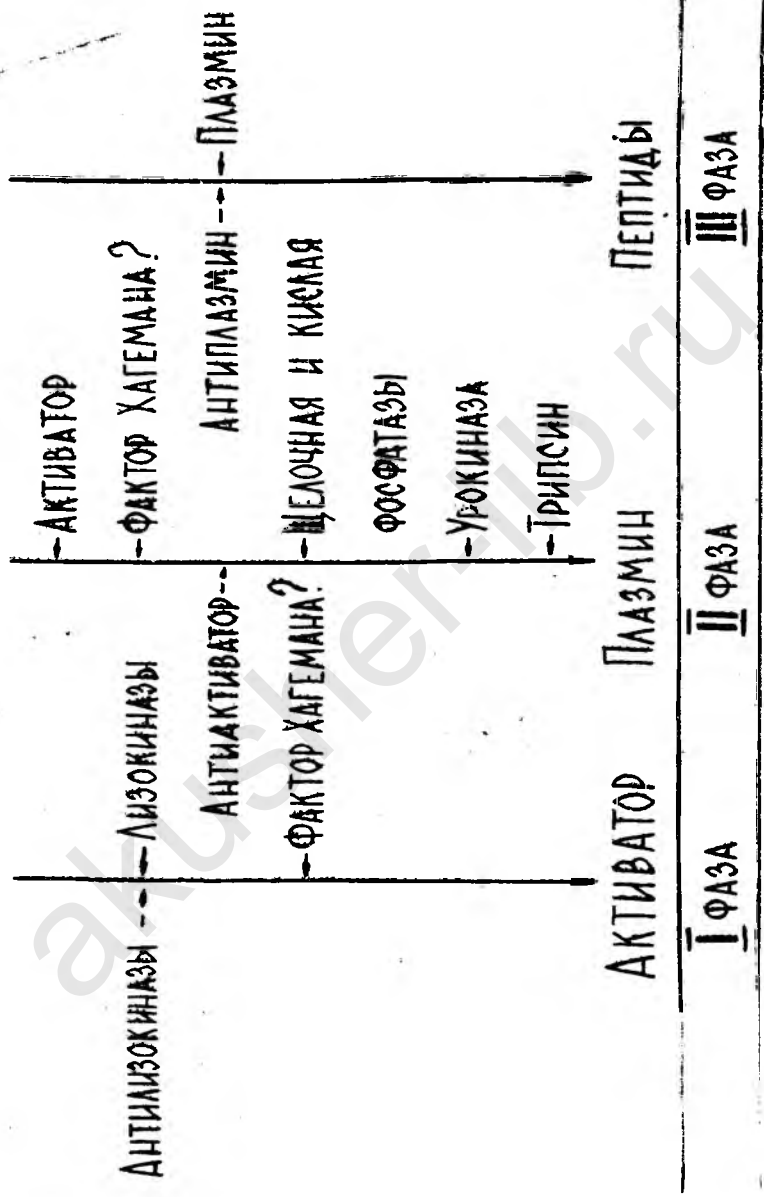 Антилизокиназы
Лизокиназы
Фактор Хагемана?
Активатор
I фаза
Активатор
Фактор Хагемана?
Антиактиватор
Щелочная и кислая
фосфатазы
Урокиназа
Трипсин
Плазмин
II фаза
Антиплазмин
Плазмин
Пептиды
III фаза
akusher-lib.ru